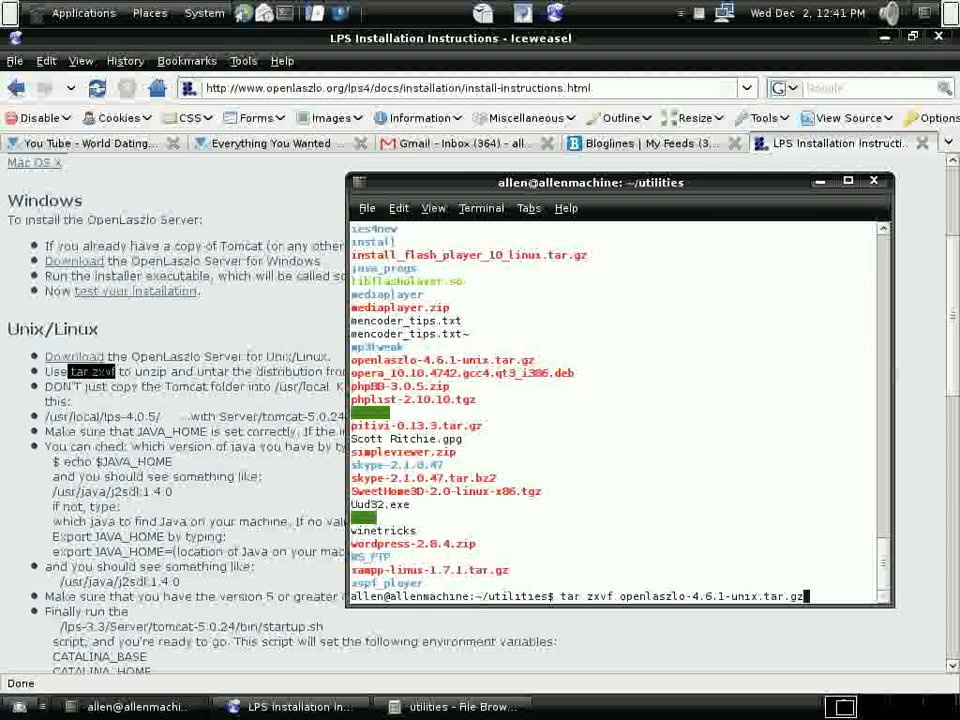 Applications Places System Wed Dec 2, 12:41 PM
LPS Installation Instructions - Iceweasel
File Edit View History Bookmarks Tools Help
http://www.openlaszlo.org/lps4/docs/installation/install-instructions.html Google
Disable Cookies CSS Forms Images Information Miscellaneous Outline Resize Tools View Source Options
You Tube - World Dating... Everything You Wanted Gmail - Inbox (364) - all... Bloglines | My Feeds (3... LPS Installation Instructi...
Mac OS X
Windows
To install the OpenLaszlo Server:
If you already have a copy of Tomcat (or any other
Download the OpenLaszlo Server for Windows
Run the installer executable, which will be called so
Now test your installation.
Unix/Linux
Download the OpenLaszlo Server for Unix/Linux.
Use tar zxvf to unzip and untar the distribution from
DON'T just copy the Tomcat folder into /usr/local. K
this:
/usr/local/lps-4.0.5/ with Server/tomcat-5.0.24
Make sure that JAVA_HOME is set correctly. If the i
You can check: which version of java you have by t
$ echo $JAVA_HOME
and you should see something like:
/usr/java/j2sdl.1.4.0
if not, type:
which java to find Java on your machine. If no val
Export JAVA_HOME by typing:
export JAVA_HOME=(location of Java on your mac
and you should see something like:
/usr/java/j2sdl.1.4.0
Make sure that you have the version 5 or greater
Finally run the
/lps-3.3/Server/tomcat-5.0.24/bin/startup.sh
script, and you're ready to go. This script will set the following environment variables:
CATALINA_BASE
CATALINA_HOME
allen@allenmachine: ~/utilities
File Edit View Terminal Tabs Help
ies4new
install
install_flash_player_10_linux.tar.gz
java_progs
libflashplayer.so
mediaplayer
mediaplayer.zip
mencoder_tips.txt
mencoder_tips.txt~
mp3tweak
openlaszlo-4.6.1-unix.tar.gz
opera_10.10.4742.gcc4.qt3_i386.deb
phpBB-3.0.5.zip
phplist-2.10.10.tgz
pitivi-0.13.3.tar.gz
Scott Ritchie.gpg
simpleviewer.zip
skype-2.1.0.47
skype-2.1.0.47.tar.bz2
SweetHome3D-2.0-linux-x86.tgz
Uud32.exe
winetricks
wordpress-2.8.4.zip
WS_FTP
xampp-linux-1.7.1.tar.gz
xspf_player
allen@allenmachine:~/utilities$ tar zxvf openlaszlo-4.6.1-unix.tar.gz
Done
allen@allenmachi... LPS Installation In... utilities - File Brow...